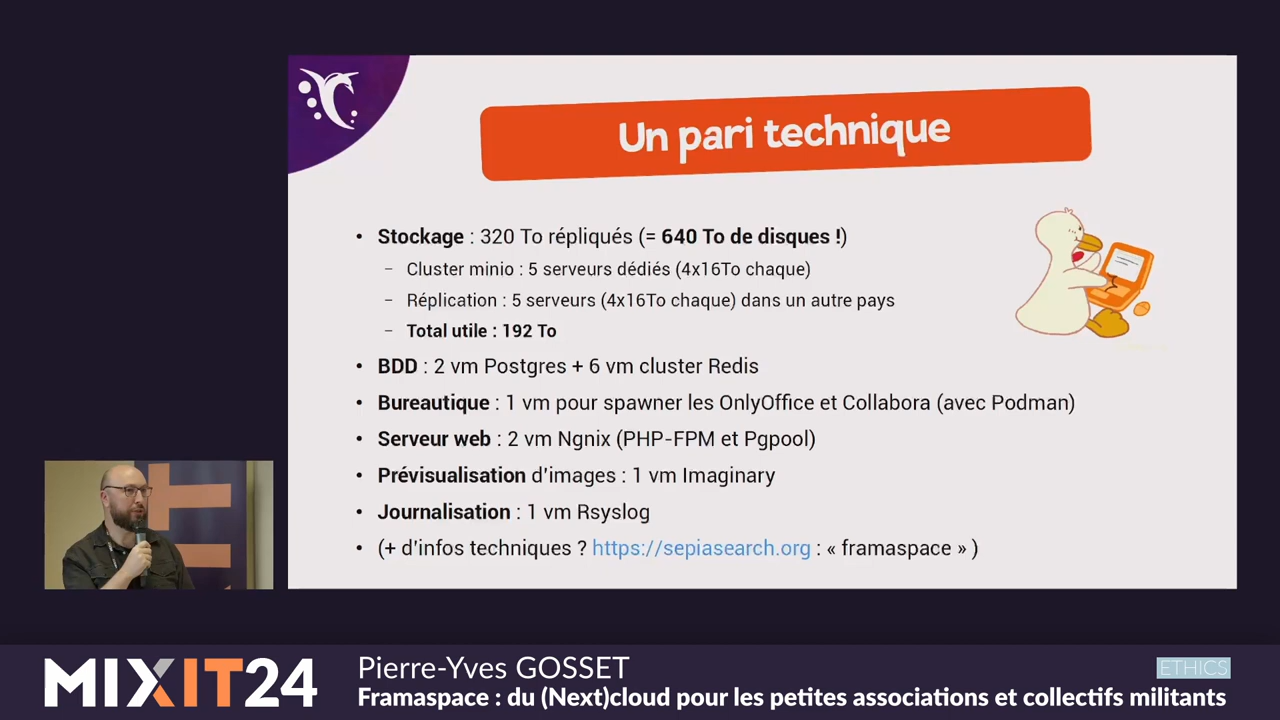 Un pari technique
• Stockage : 320 To répliqués (= 640 To de disques !)
– Cluster minio : 5 serveurs dédiés (4x16To chaque)
– Réplication : 5 serveurs (4x16To chaque) dans un autre pays
– Total utile : 192 To
• BDD : 2 vm Postgres + 6 vm cluster Redis
• Bureautique : 1 vm pour spawner les OnlyOffice et Collabora (avec Podman)
• Serveur web : 2 vm Ngnix (PHP-FPM et Pgpool)
• Prévisualisation d'images : 1 vm Imaginary
• Journalisation : 1 vm Rsyslog
• (+ d'infos techniques ? https://sepiasearch.org : « framaspace » )
MIXIT24
Pierre-Yves GOSSET
ETHICS
Framaspace : du (Next)cloud pour les petites associations et collectifs militants